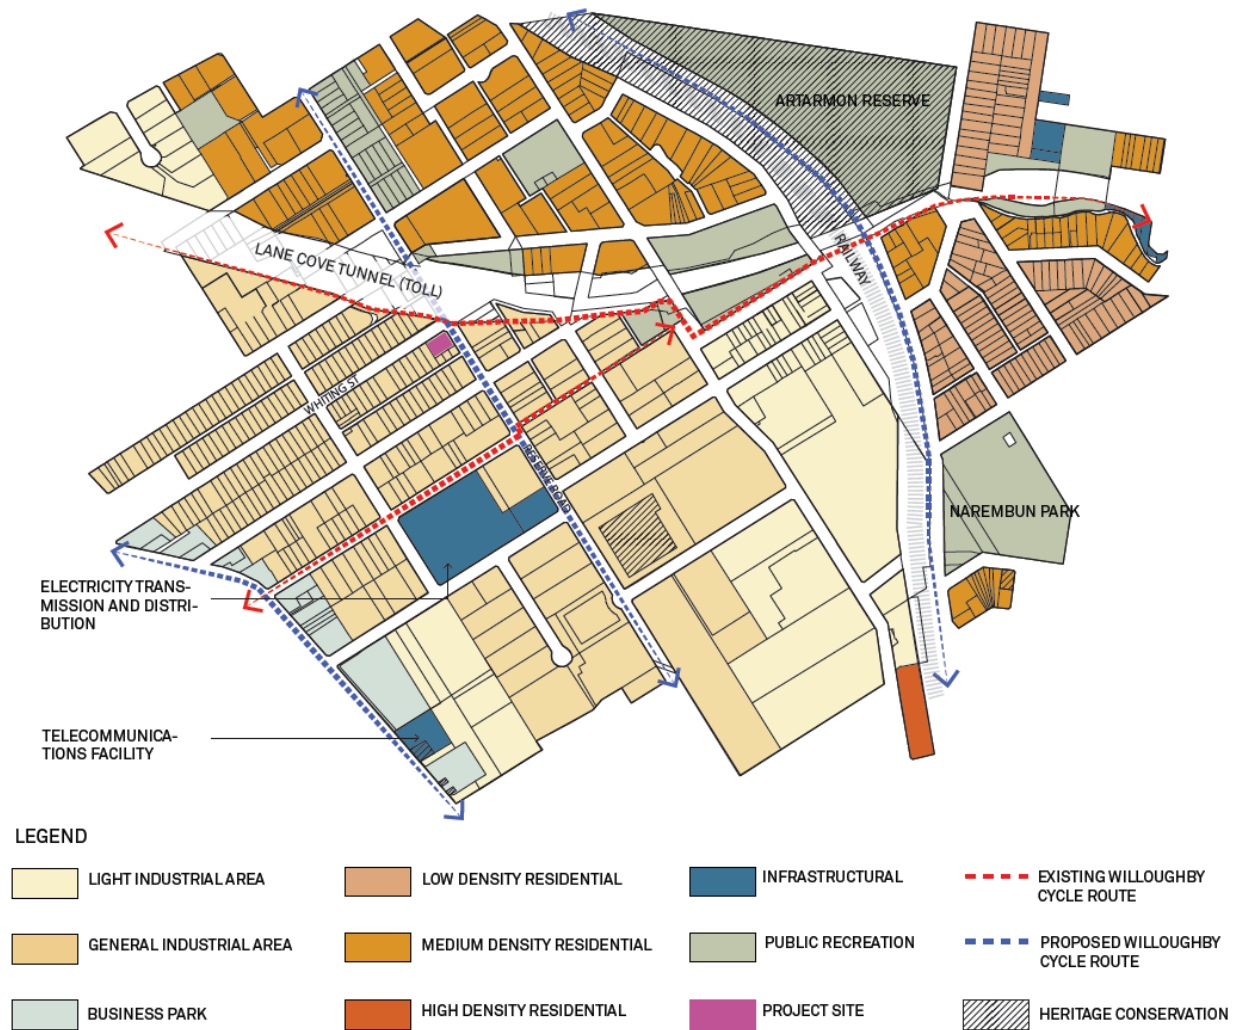 ARTARMON RESERVE
LANE COVE TUNNEL (TOLL)
RAILWAY
WHITING ST
RESERVE ROAD
NAREMBUN PARK
ELECTRICITY TRANS-
MISSION AND DISTRI-
BUTION
TELECOMMUNICA-
TIONS FACILITY
LEGEND
LIGHT INDUSTRIAL AREA
LOW DENSITY RESIDENTIAL
INFRASTRUCTURAL
EXISTING WILLOUGHBY
CYCLE ROUTE
GENERAL INDUSTRIAL AREA
MEDIUM DENSITY RESIDENTIAL
PUBLIC RECREATION
PROPOSED WILLOUGHBY
CYCLE ROUTE
BUSINESS PARK
HIGH DENSITY RESIDENTIAL
PROJECT SITE
HERITAGE CONSERVATION